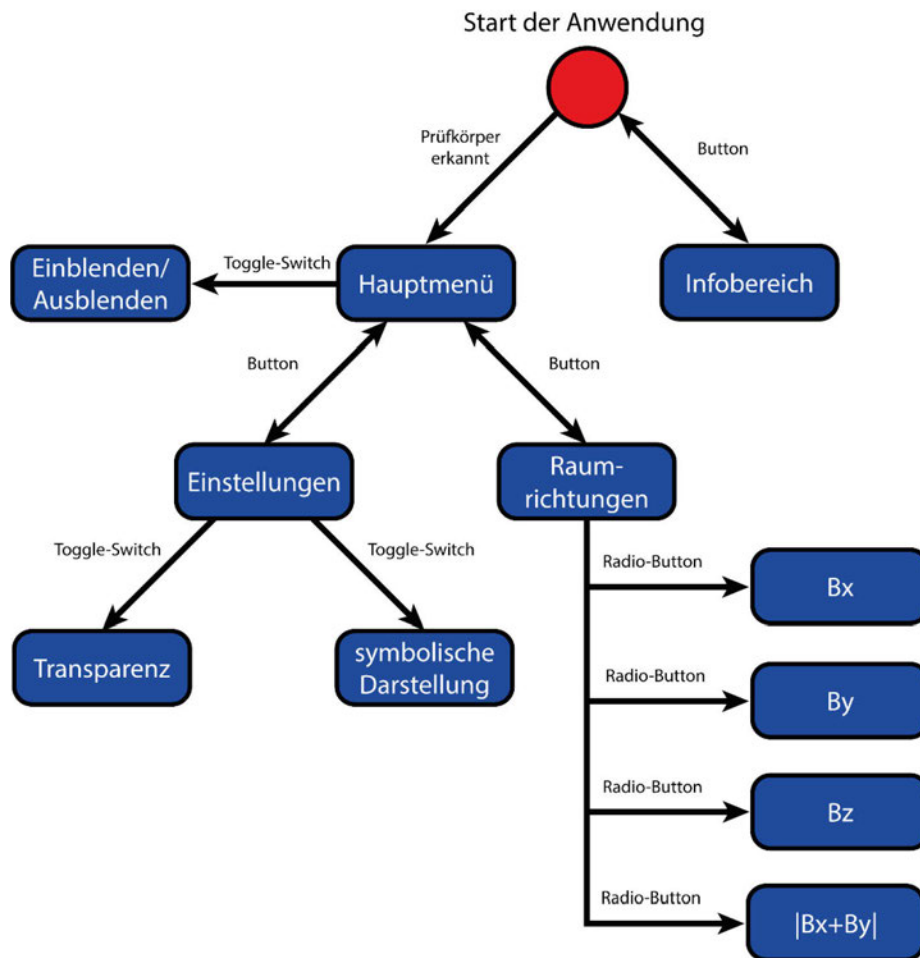 Start der Anwendung
Prüfkörper
erkannt
Button
Einblenden/
Ausblenden
Toggle-Switch
Hauptmenü
Infobereich
Button
Button
Einstellungen
Raum-
richtungen
Toggle-Switch
Toggle-Switch
Radio-Button
Bx
Transparenz
symbolische
Darstellung
Radio-Button
By
Radio-Button
Bz
Radio-Button
|Bx+By|